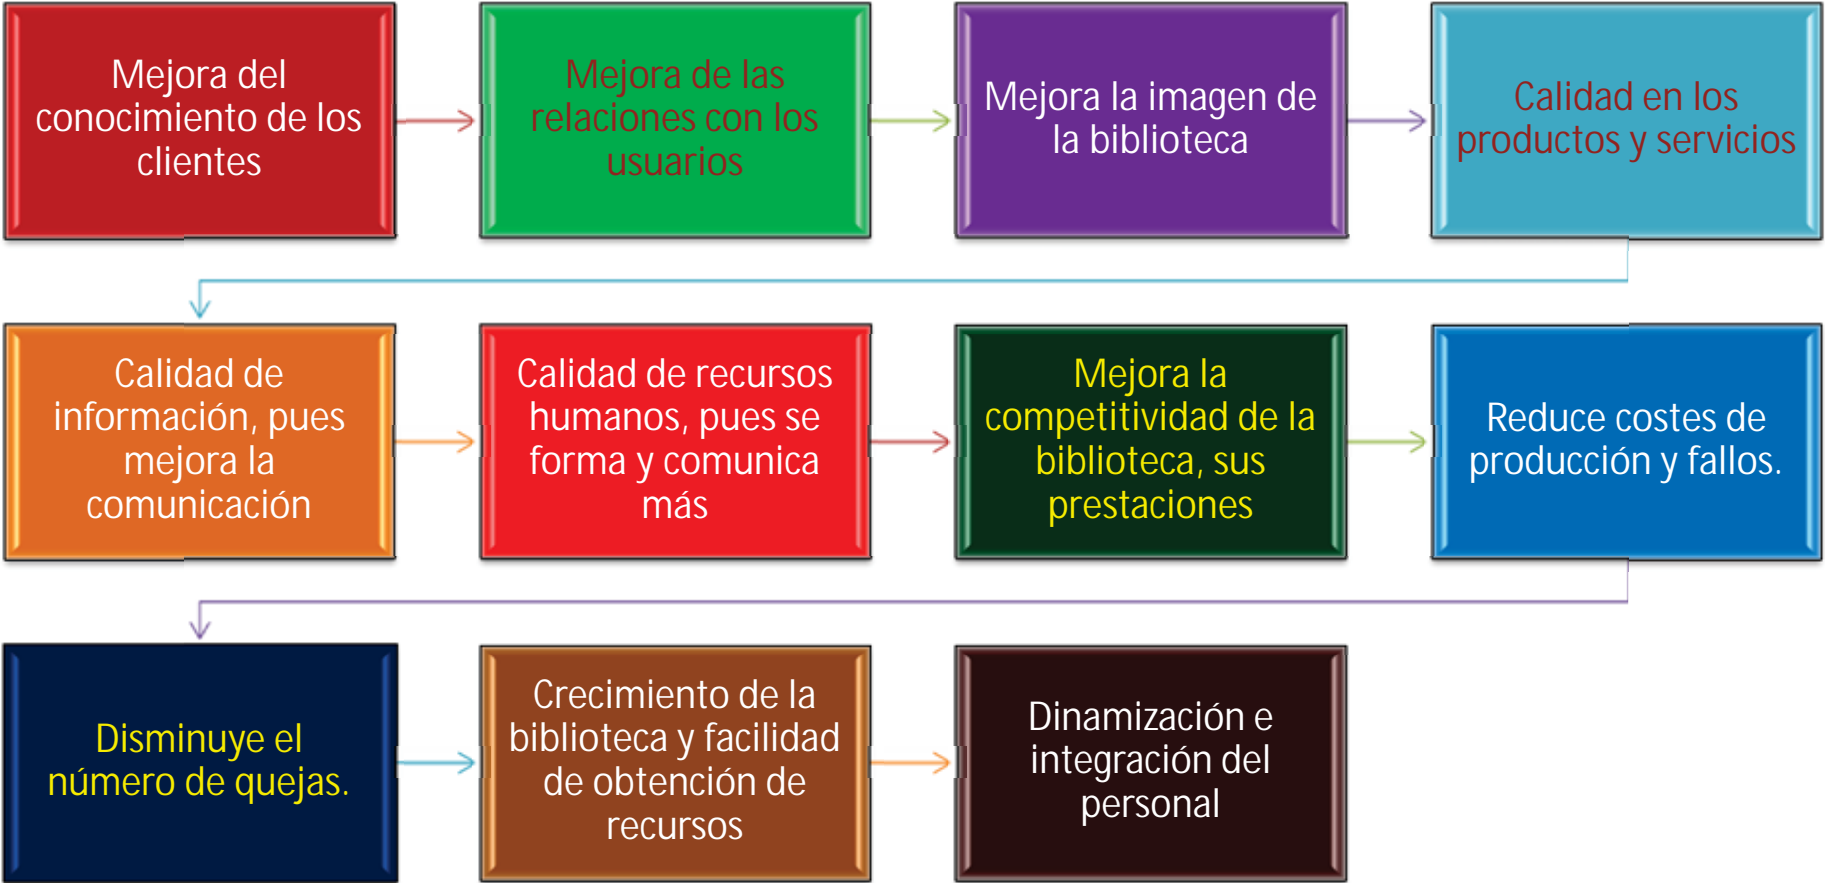 Mejora del
conocimiento de los
clientes
Mejora de las
relaciones con los
usuarios
Mejora la imagen de
la biblioteca
Calidad en los
productos y servicios
Calidad de
información, pues
mejora la
comunicación
Calidad de recursos
humanos, pues se
forma y comunica
más
Mejora la
competitividad de la
biblioteca, sus
prestaciones
Reduce costes de
producción y fallos.
Disminuye el
número de quejas.
Crecimiento de la
biblioteca y facilidad
de obtención de
recursos
Dinamización e
integración del
personal